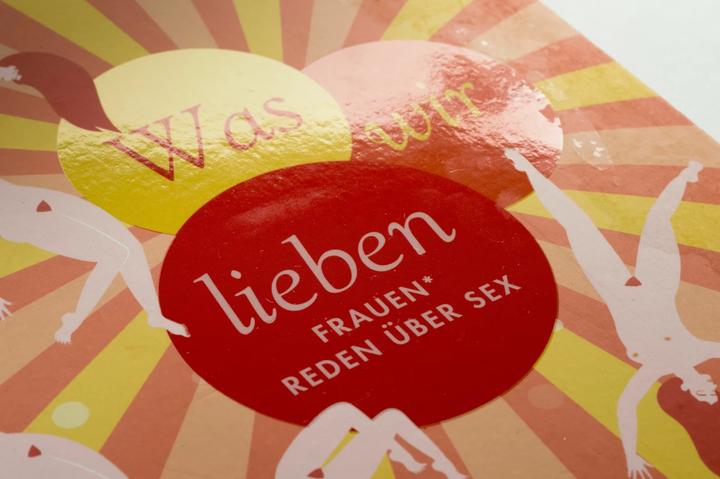 Was wir
lieben
FRAUEN*
REDEN ÜBER SEX